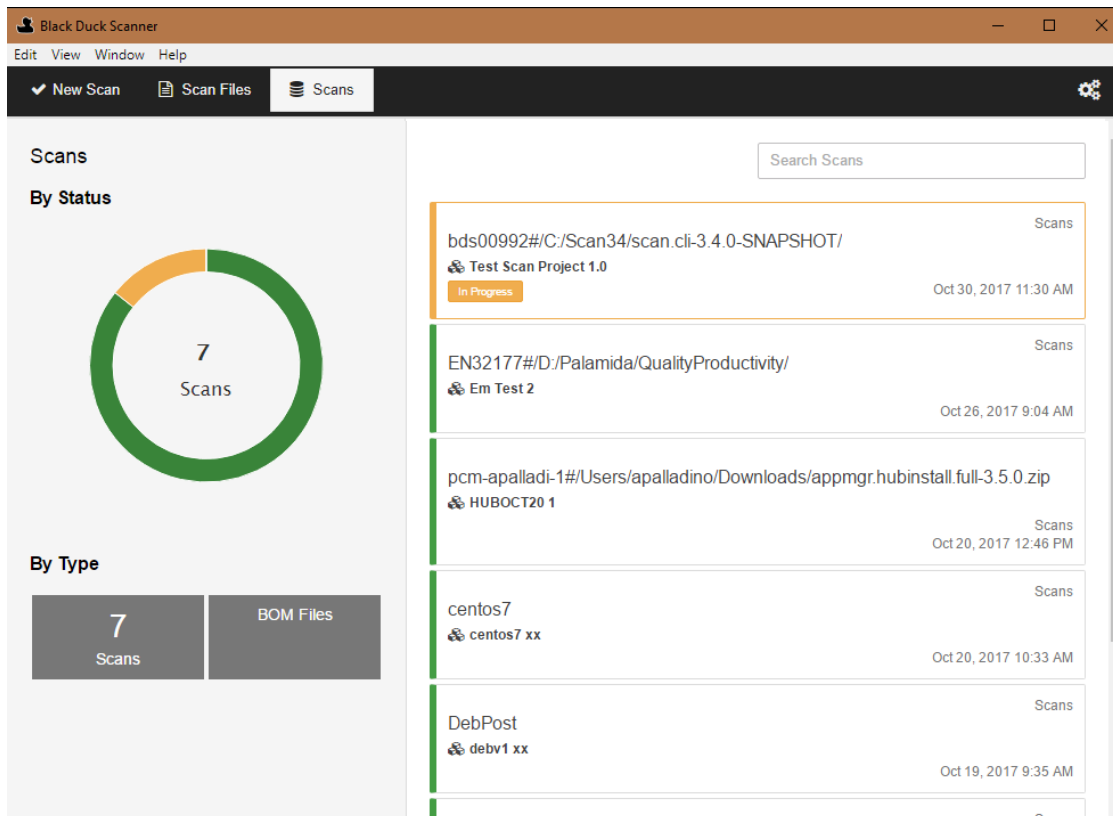 Black Duck Scanner
Edit View Window Help
New Scan Scan Files Scans
Scans
By Status
7
Scans
By Type
7
Scans
BOM Files
Search Scans
Scans
bds00992#/C:/Scan34/scan.cli-3.4.0-SNAPSHOT/
Test Scan Project 1.0
In Progress
Oct 30, 2017 11:30 AM
Scans
EN32177#/D:/Palamida/QualityProductivity/
Em Test 2
Oct 26, 2017 9:04 AM
pcm-apalladi-1#/Users/apalladino/Downloads/appmgr.hubinstall.full-3.5.0.zip
HUBOCT20 1
Scans
Oct 20, 2017 12:46 PM
Scans
centos7
centos7 xx
Oct 20, 2017 10:33 AM
Scans
DebPost
debv1 xx
Oct 19, 2017 9:35 AM